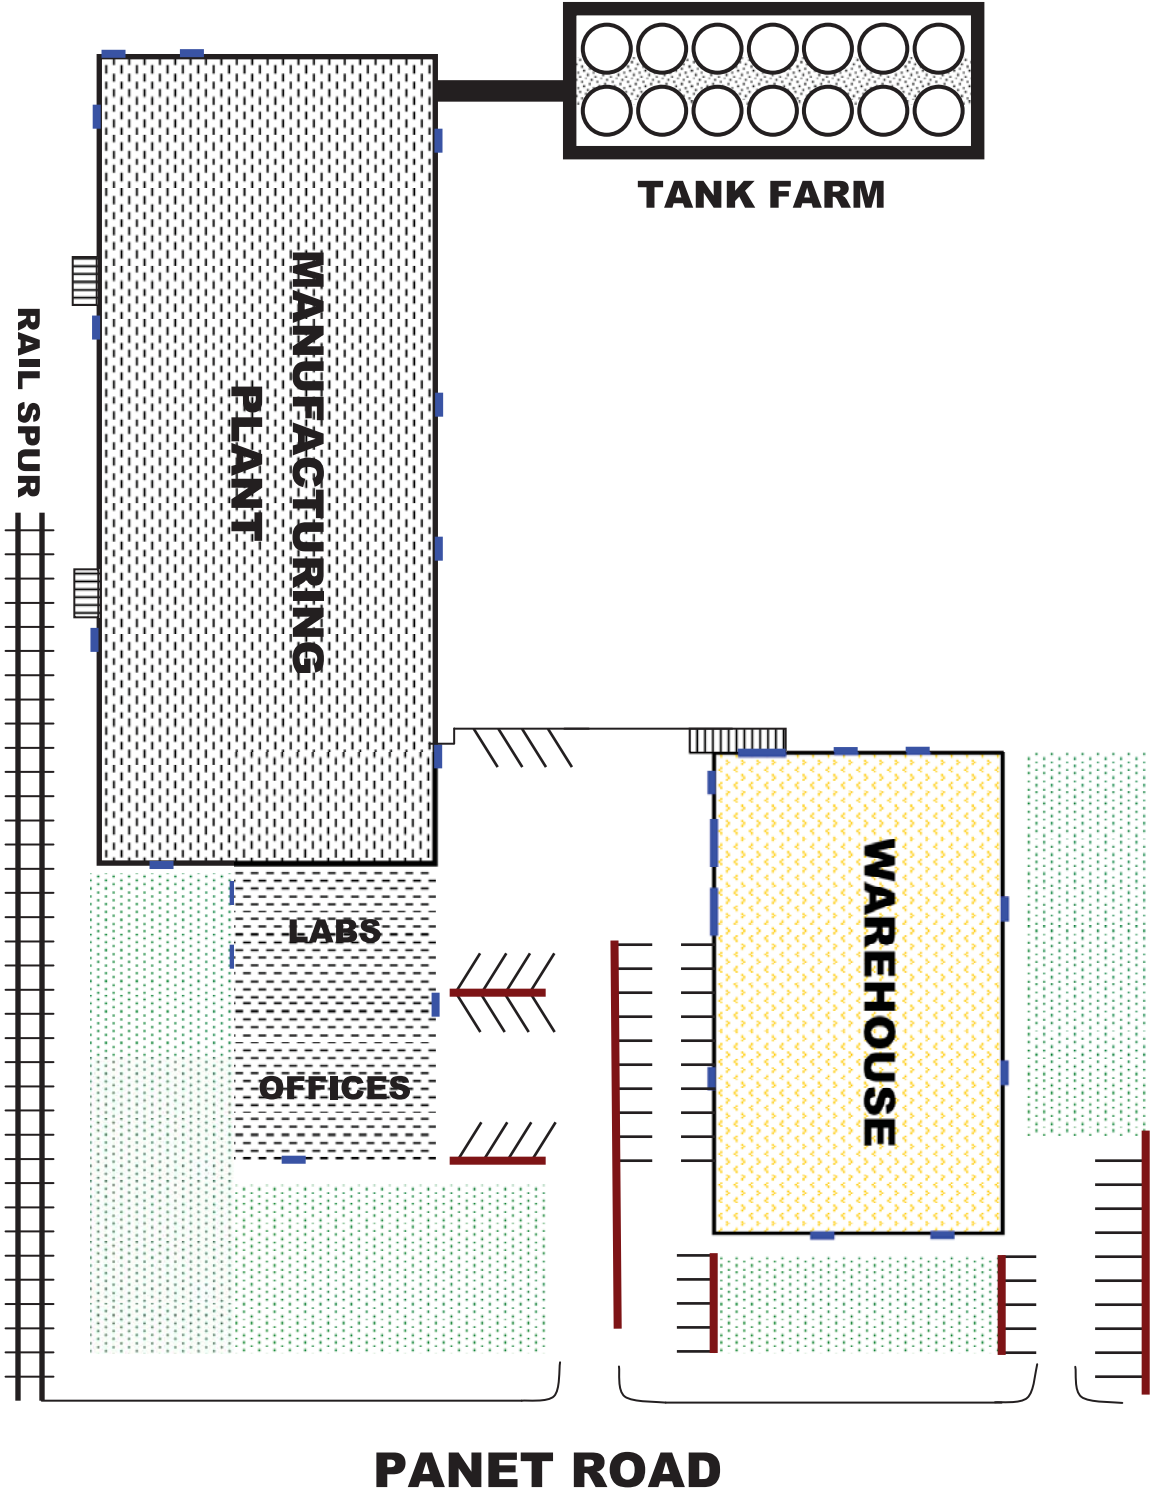 TANK FARM
MANUFACTURING
PLANT
RAIL SPUR
WAREHOUSE
LABS
OFFICES
PANET ROAD